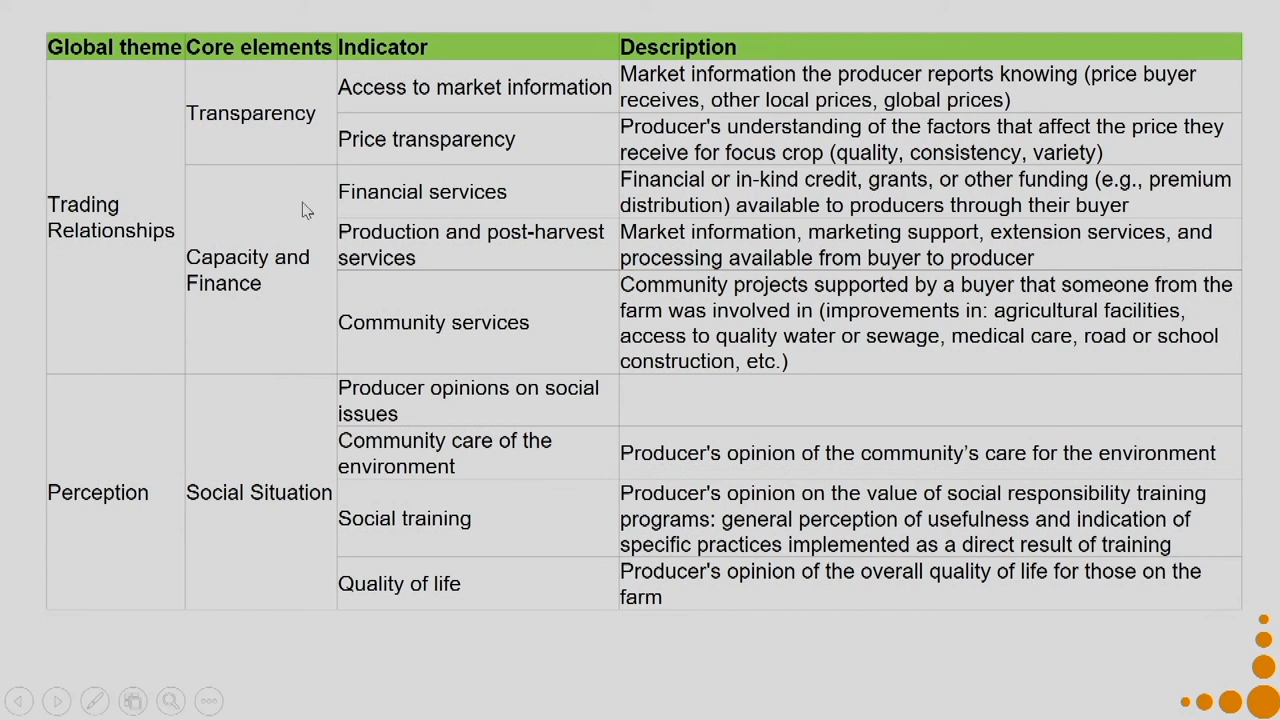 Global theme Core elements Indicator Description
Transparency
Access to market information
Market information the producer reports knowing (price buyer
receives, other local prices, global prices)
Price transparency
Producer's understanding of the factors that affect the price they
receive for focus crop (quality, consistency, variety)
Trading
Relationships
Capacity and
Finance
Financial services
Financial or in-kind credit, grants, or other funding (e.g., premium
distribution) available to producers through their buyer
Production and post-harvest
services
Market information, marketing support, extension services, and
processing available from buyer to producer
Community services
Community projects supported by a buyer that someone from the
farm was involved in (improvements in: agricultural facilities,
access to quality water or sewage, medical care, road or school
construction, etc.)
Perception
Social Situation
Producer opinions on social
issues
Community care of the
environment
Producer's opinion of the community’s care for the environment
Social training
Producer's opinion on the value of social responsibility training
programs: general perception of usefulness and indication of
specific practices implemented as a direct result of training
Quality of life
Producer's opinion of the overall quality of life for those on the
farm